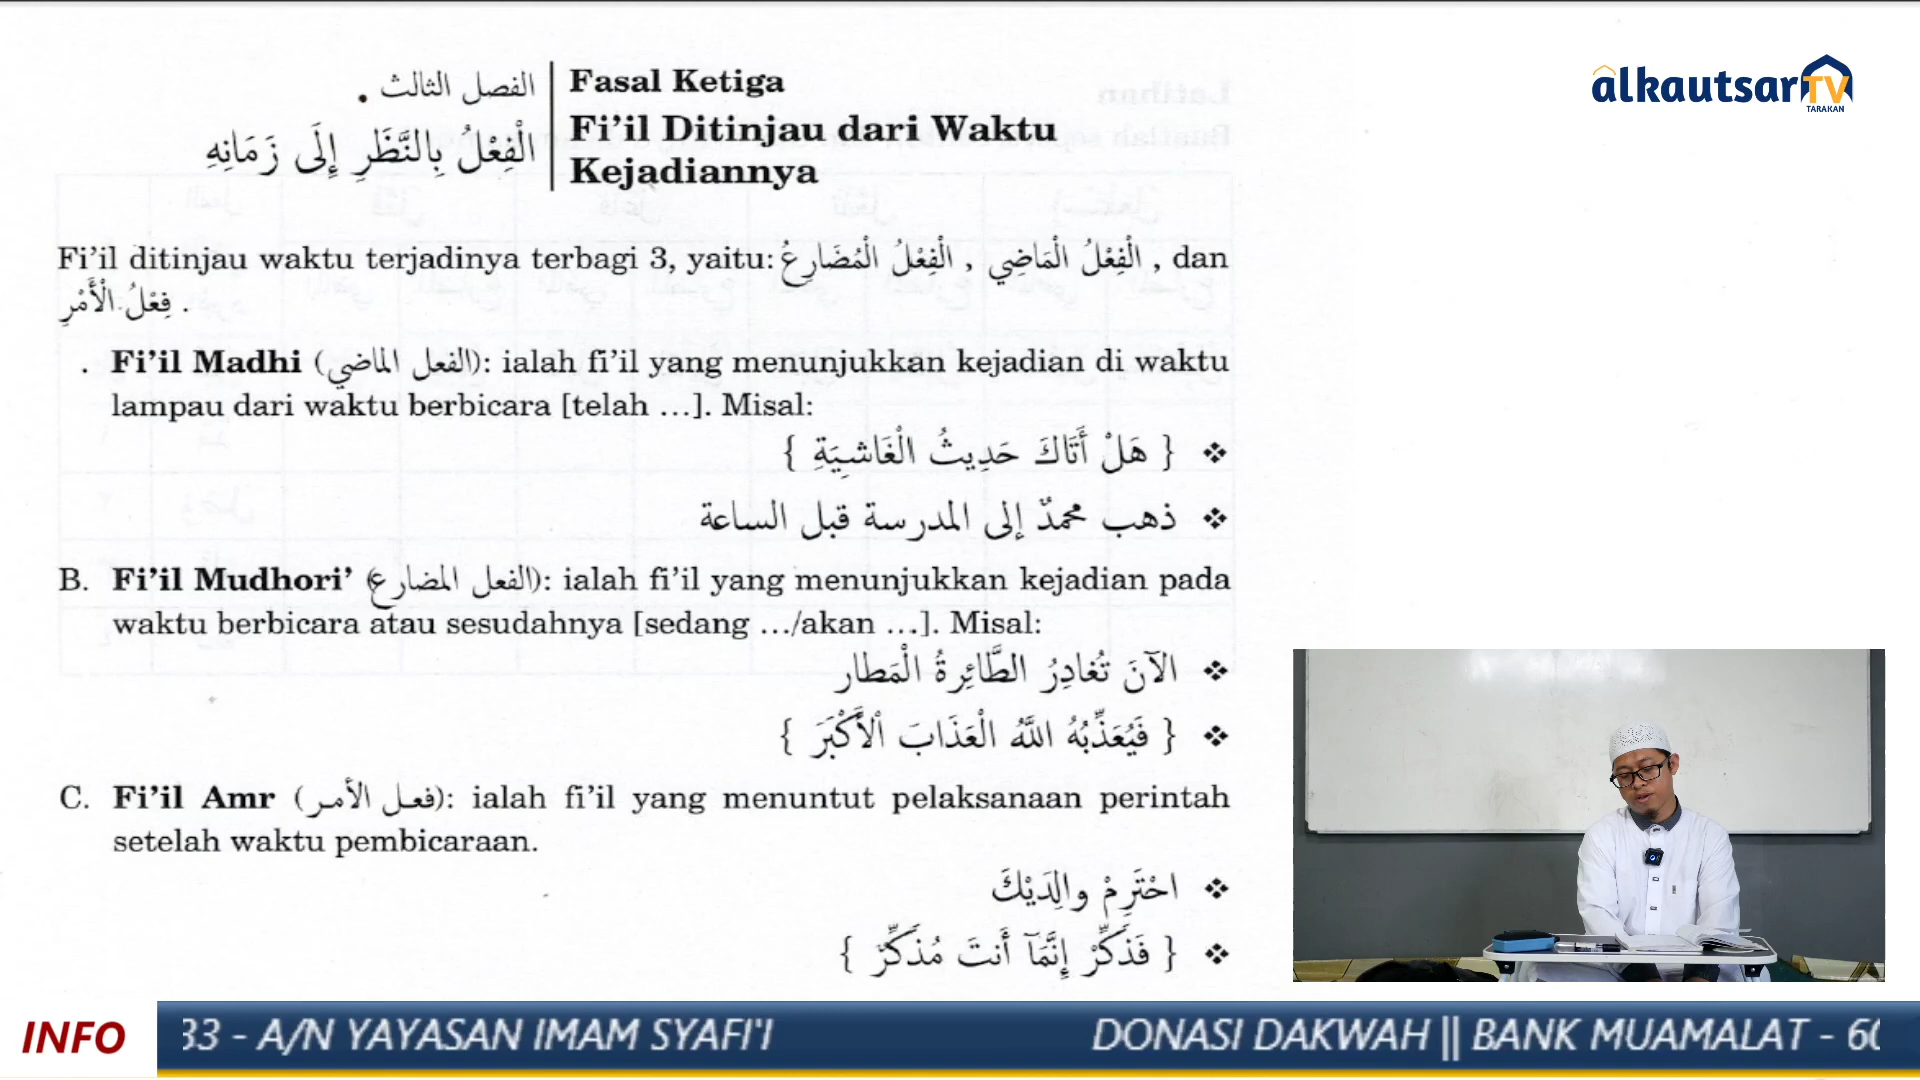 الفصل الثالث
الْفِعْلُ بِالنَّظَرِ إِلَى زَمَانِهِ
Fasal Ketiga
Fi’il Ditinjau dari Waktu
Kejadiannya
alkautsar TV
TARAKAN
Fi’il ditinjau waktu terjadinya terbagi 3, yaitu: الْفِعْلُ الْمَاضِي , الْفِعْلُ الْمُضَارِعُ , dan
فِعْلُ الْأَمْرِ .
. Fi’il Madhi (الفعل الماضي): ialah fi’il yang menunjukkan kejadian di waktu
lampau dari waktu berbicara [telah ...]. Misal:
❖ { هَلْ أَتَاكَ حَدِيثُ الْغَاشِيَةِ }
❖ ذهب محمدٌ إلى المدرسة قبل الساعة
B. Fi’il Mudhori’ (الفعل المضارع): ialah fi’il yang menunjukkan kejadian pada
waktu berbicara atau sesudahnya [sedang .../akan ...]. Misal:
❖ الآنَ تُغَادِرُ الطَّائِرةُ الْمَطار
❖ { فَيُعَذِّبُهُ اللَّهُ الْعَذَابَ الْأَكْبَرَ }
C. Fi’il Amr (فعل الأمر): ialah fi’il yang menuntut pelaksanaan perintah
setelah waktu pembicaraan.
❖ احْتَرِمْ والِدَيْكَ
❖ { فَذَكِّرْ إِنَّمَآ أَنتَ مُذَكِّرٌ }
INFO
33 - A/N YAYASAN IMAM SYAFI'I DONASI DAKWAH || BANK MUAMALAT - 60